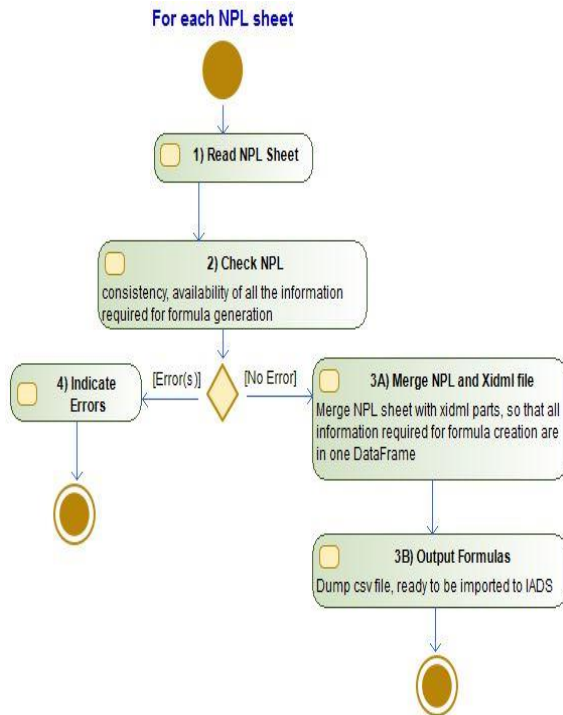 For each NPL sheet
1) Read NPL Sheet
2) Check NPL
consistency, availability of all the information
required for formula generation
[Error(s)]
[No Error]
4) Indicate
Errors
3A) Merge NPL and Xidml file
Merge NPL sheet with xidml parts, so that all
information required for formula creation are
in one DataFrame
3B) Output Formulas
Dump csv file, ready to be imported to IADS